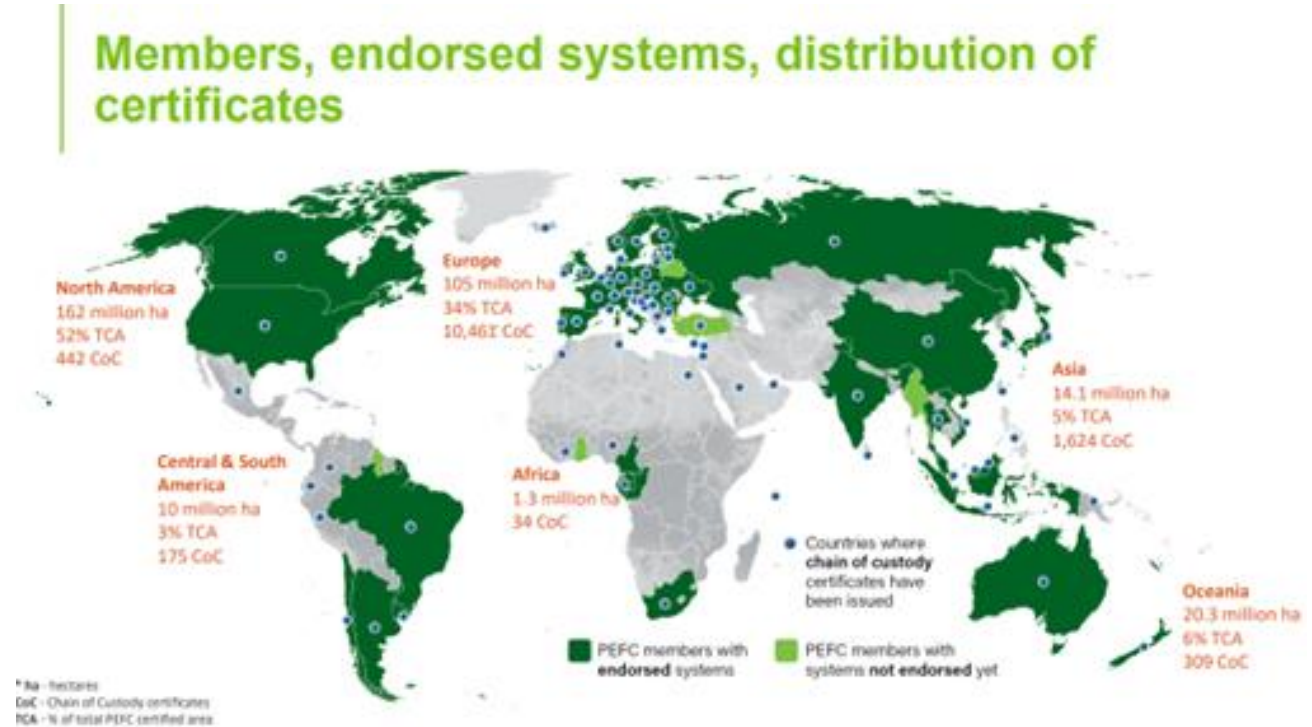 Members, endorsed systems, distribution of
certificates
North America
162 million ha
52% TCA
442 CoC
Europe
105 million ha
34% TCA
10,461 CoC
Asia
14.1 million ha
5% TCA
1,624 CoC
Central & South
America
10 million ha
3% TCA
175 CoC
Africa
1.3 million ha
34 CoC
Countries where
chain of custody
certificates have
been issued
Oceania
20.3 million ha
6% TCA
309 CoC
PEFC members with
endorsed systems
PEFC members with
systems not endorsed yet
* ha - hectares
CoC - Chain of Custody certificates
TCA - % of total PEFC certified area